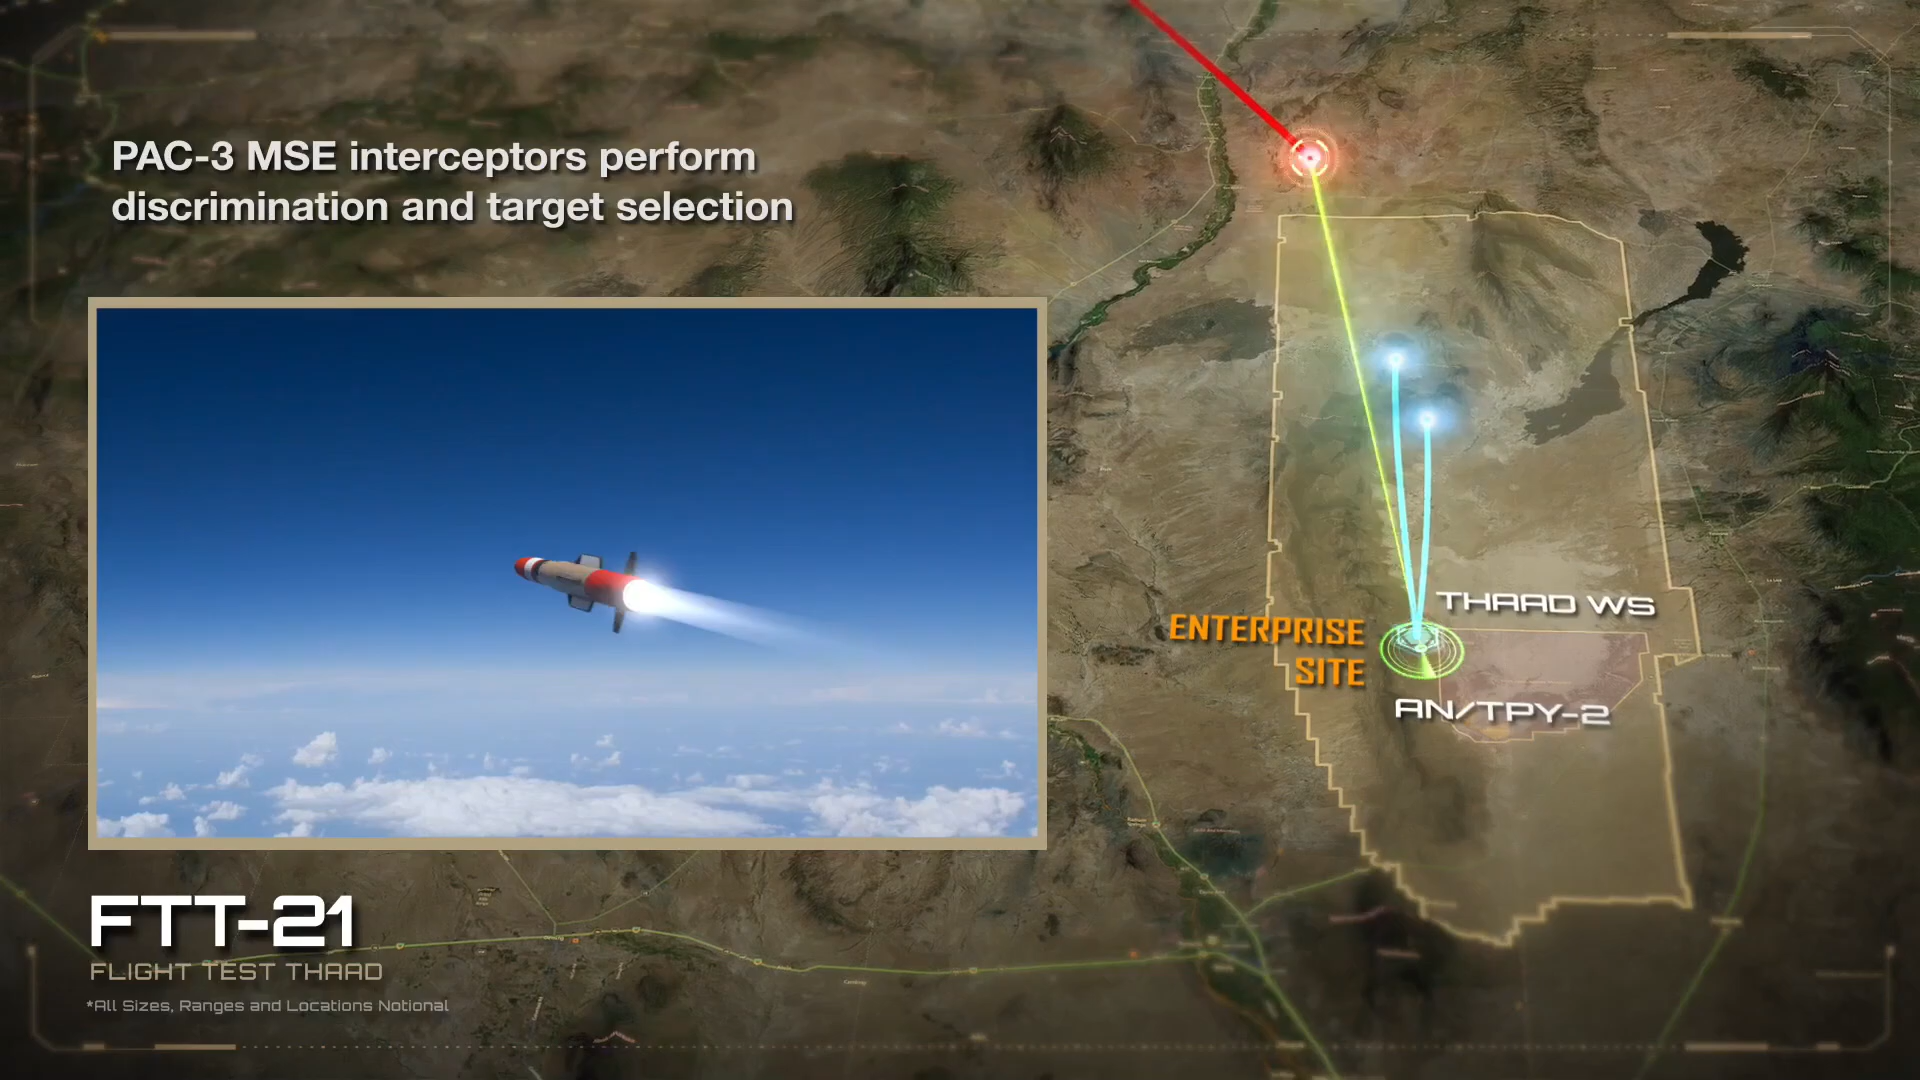 PAC-3 MSE interceptors perform
discrimination and target selection
THAAD WS
ENTERPRISE
SITE
AN/TPY-2
FTT-21
FLIGHT TEST THAAD
*All Sizes, Ranges and Locations Notional